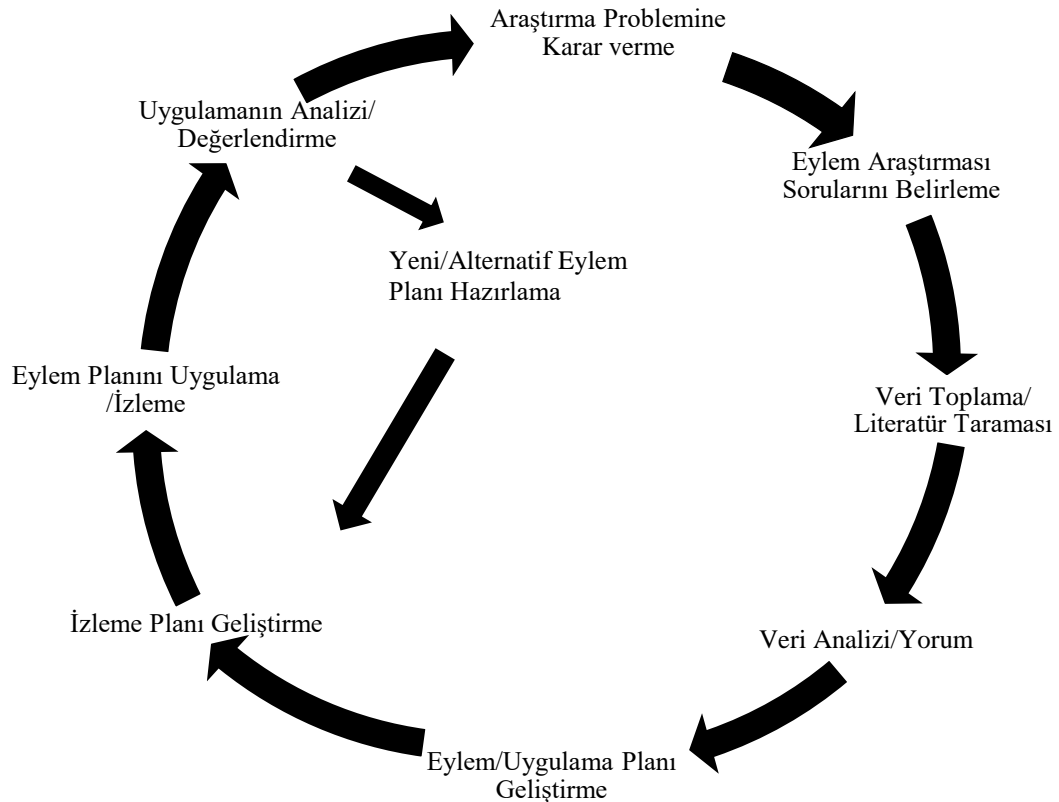 Araştırma Problemine
Karar verme
Uygulamanın Analizi/
Değerlendirme
Eylem Araştırması
Sorularını Belirleme
Yeni/Alternatif Eylem
Planı Hazırlama
Eylem Planını Uygulama
/İzleme
Veri Toplama/
Literatür Taraması
İzleme Planı Geliştirme
Veri Analizi/Yorum
Eylem/Uygulama Planı
Geliştirme